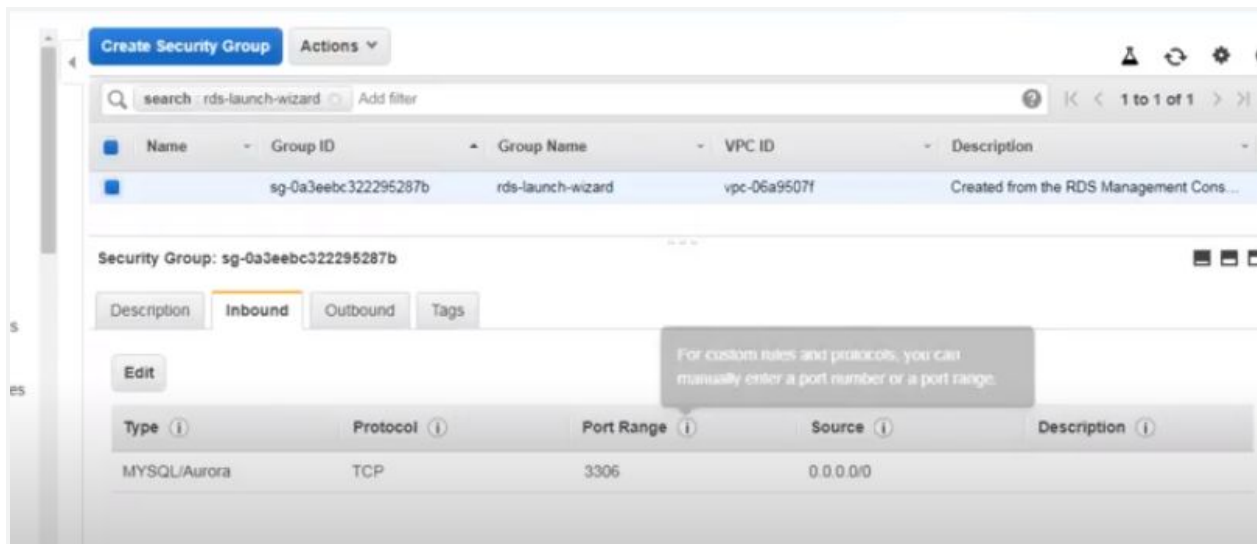 Create Security Group Actions
search : rds-launch-wizard Add filter 1 to 1 of 1
Name Group ID Group Name VPC ID Description
sg-0a3eebc322295287b rds-launch-wizard vpc-06a9507f Created from the RDS Management Cons...
Security Group: sg-0a3eebc322295287b
Description Inbound Outbound Tags
s
For custom rules and protocols, you can
manually enter a port number or a port range.
Edit
es
Type Protocol Port Range Source Description
MYSQL/Aurora TCP 3306 0.0.0.0/0